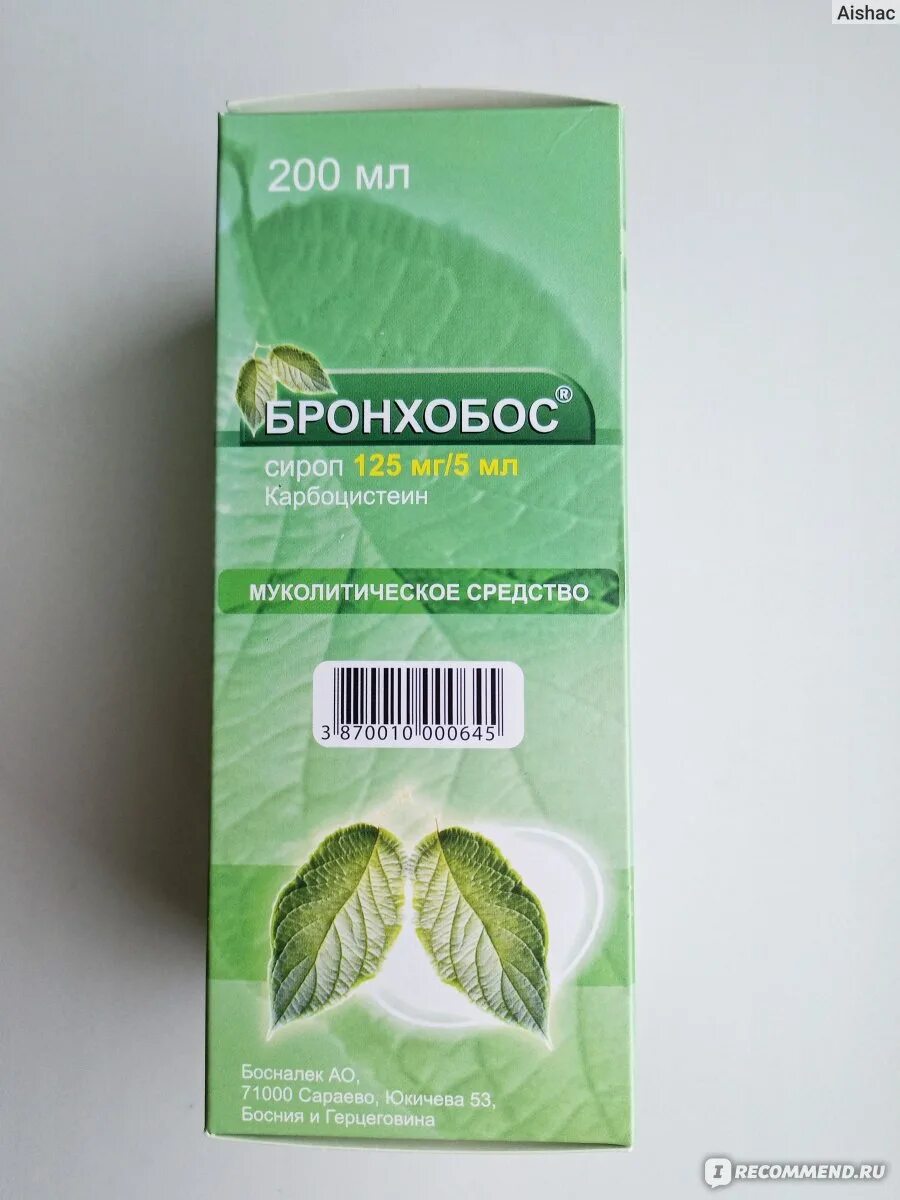 Aishac
200 мл
БРОНХОБОС®
сироп 125 мг/5 мл
Карбоцистеин
МУКОЛИТИЧЕСКОЕ СРЕДСТВО
3 870010 000645
Босналек АО,
71000 Сараево, Юкичева 53,
Босния и Герцеговина
IRECOMMEND.RU